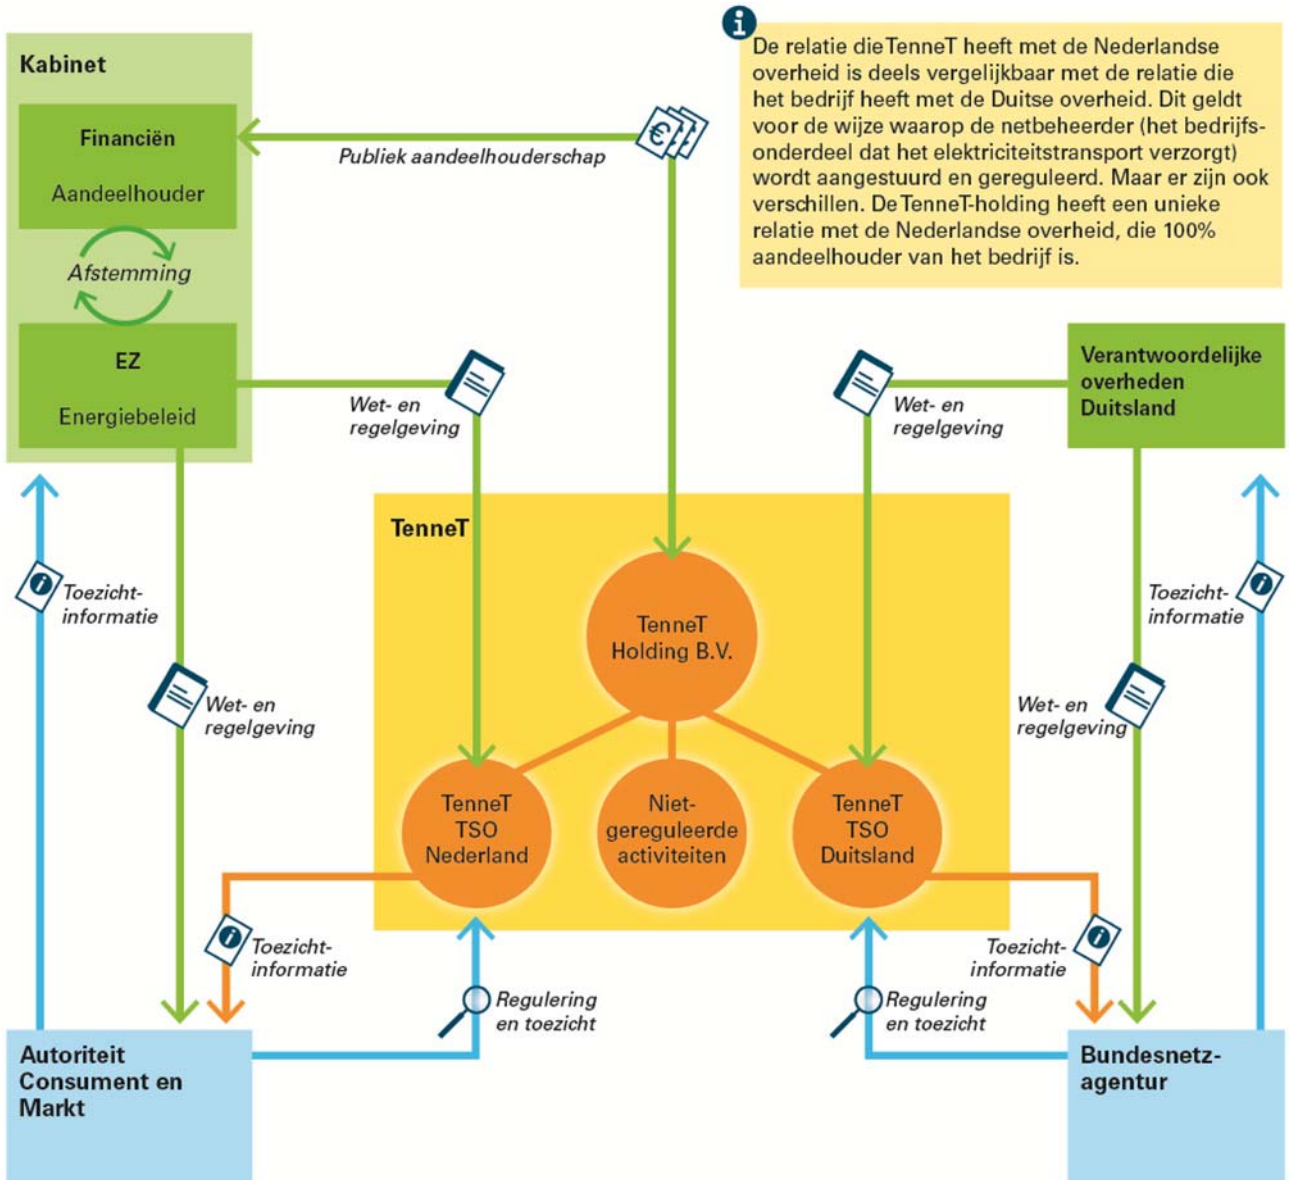 Kabinet
Financiën
Aandeelhouder
Afstemming
EZ
Energiebeleid
Publiek aandeelhouderschap
€
i
De relatie die TenneT heeft met de Nederlandse
overheid is deels vergelijkbaar met de relatie die
het bedrijf heeft met de Duitse overheid. Dit geldt
voor de wijze waarop de netbeheerder (het bedrijfs-
onderdeel dat het elektriciteitstransport verzorgt)
wordt aangestuurd en gereguleerd. Maar er zijn ook
verschillen. De TenneT-holding heeft een unieke
relatie met de Nederlandse overheid, die 100%
aandeelhouder van het bedrijf is.
Wet- en
regelgeving
Wet- en
regelgeving
Verantwoordelijke
overheden
Duitsland
TenneT
TenneT
Holding B.V.
i
Toezicht-
informatie
Toezicht-
informatie
i
Wet- en
regelgeving
Wet- en
regelgeving
TenneT
TSO
Nederland
Niet-
gereguleerde
activiteiten
TenneT
TSO
Duitsland
i
Toezicht-
informatie
Toezicht-
informatie
i
Regulering
en toezicht
Regulering
en toezicht
Autoriteit
Consument en
Markt
Bundesnetz-
agentur